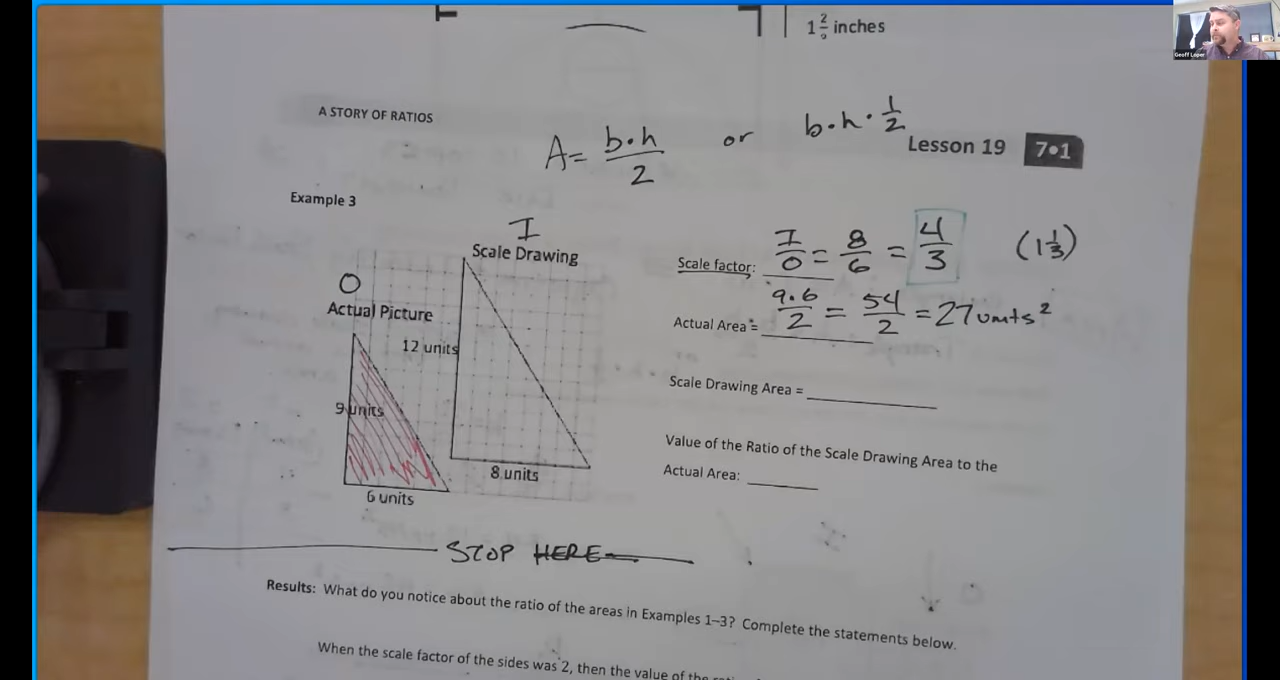 1 2/9 inches
Geoff Loper
A STORY OF RATIOS
A= b·h/2 or b·h·1/2
Lesson 19 7•1
Example 3
I
Scale Drawing
O
Actual Picture
12 units
9 units
8 units
6 units
Scale factor: I/O = 8/6 = 4/3 (1 1/3)
Actual Area = 9·6/2 = 54/2 = 27 units²
Scale Drawing Area =
Value of the Ratio of the Scale Drawing Area to the
Actual Area:
STOP HERE
Results: What do you notice about the ratio of the areas in Examples 1–3? Complete the statements below.
When the scale factor of the sides was 2, then the value of the